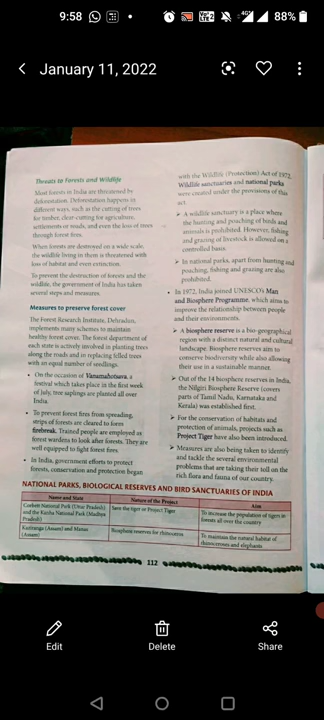 9:58
88%
January 11, 2022
Threats to Forests and Wildlife
Most forests in India are threatened by
deforestation. Deforestation happens in
different ways, such as the cutting of trees
for timber, clear-cutting for agriculture,
settlements or roads, and even the loss of trees
through forest fires.
When forests are destroyed on a wide scale,
the wildlife living in them is threatened with
loss of habitat and even extinction.
To prevent the destruction of forests and the
wildlife, the government of India has taken
several steps and measures.
Measures to preserve forest cover
The Forest Research Institute, Dehradun,
implements many schemes to maintain
healthy forest cover. The forest department of
each state is actively involved in planting trees
along the roads and in replacing felled trees
with an equal number of seedlings.
• On the occasion of Vanamahotsava, a
festival which takes place in the first week
of July, tree saplings are planted all over
India.
• To prevent forest fires from spreading,
strips of forests are cleared to form
firebreak. Trained people are employed as
forest wardens to look after forests. They are
well equipped to fight forest fires
• In India, government efforts to protect
forests, conservation and protection began
with the Wildlife (Protection) Act of 1972.
Wildlife sanctuaries and national parks
were created under the provisions of this
act.
➤ A wildlife sanctuary is a place where
the hunting and poaching of birds and
animals is prohibited. However, fishing
and grazing of livestock is allowed on a
controlled basis.
➤ In national parks, apart from hunting and
poaching, fishing and grazing are also
prohibited.
• In 1972, India joined UNESCO's Man
and Biosphere Programme, which aims to
improve the relationship between people
and their environments.
➤ A biosphere reserve is a bio-geographical
region with a distinct natural and cultural
landscape. Biosphere reserves aim to
conserve biodiversity while also allowing
their use in a sustainable manner.
➤ Out of the 14 biosphere reserves in India,
the Nilgiri Biosphere Reserve (covers
parts of Tamil Nadu, Karnataka and
Kerala) was established first.
➤ For the conservation of habitats and
protection of animals, projects such as
Project Tiger have also been introduced.
➤ Measures are also being taken to identify
and tackle the several environmental
problems that are taking their toll on the
rich flora and fauna of our country.
NATIONAL PARKS, BIOLOGICAL RESERVES AND BIRD SANCTUARIES OF INDIA
Name and State Nature of the Project Aim
Corbett National Park (Uttar Pradesh)
and the Kanha National Park (Madhya
Pradesh)
Save the tiger or Project Tiger
To increase the population of tigers in
forests all over the country
Kaziranga (Assam) and Manas
(Assam)
Biosphere reserves for rhinoceros
To maintain the natural habitat of
rhinoceroses and elephants
112
Edit
Delete
Share